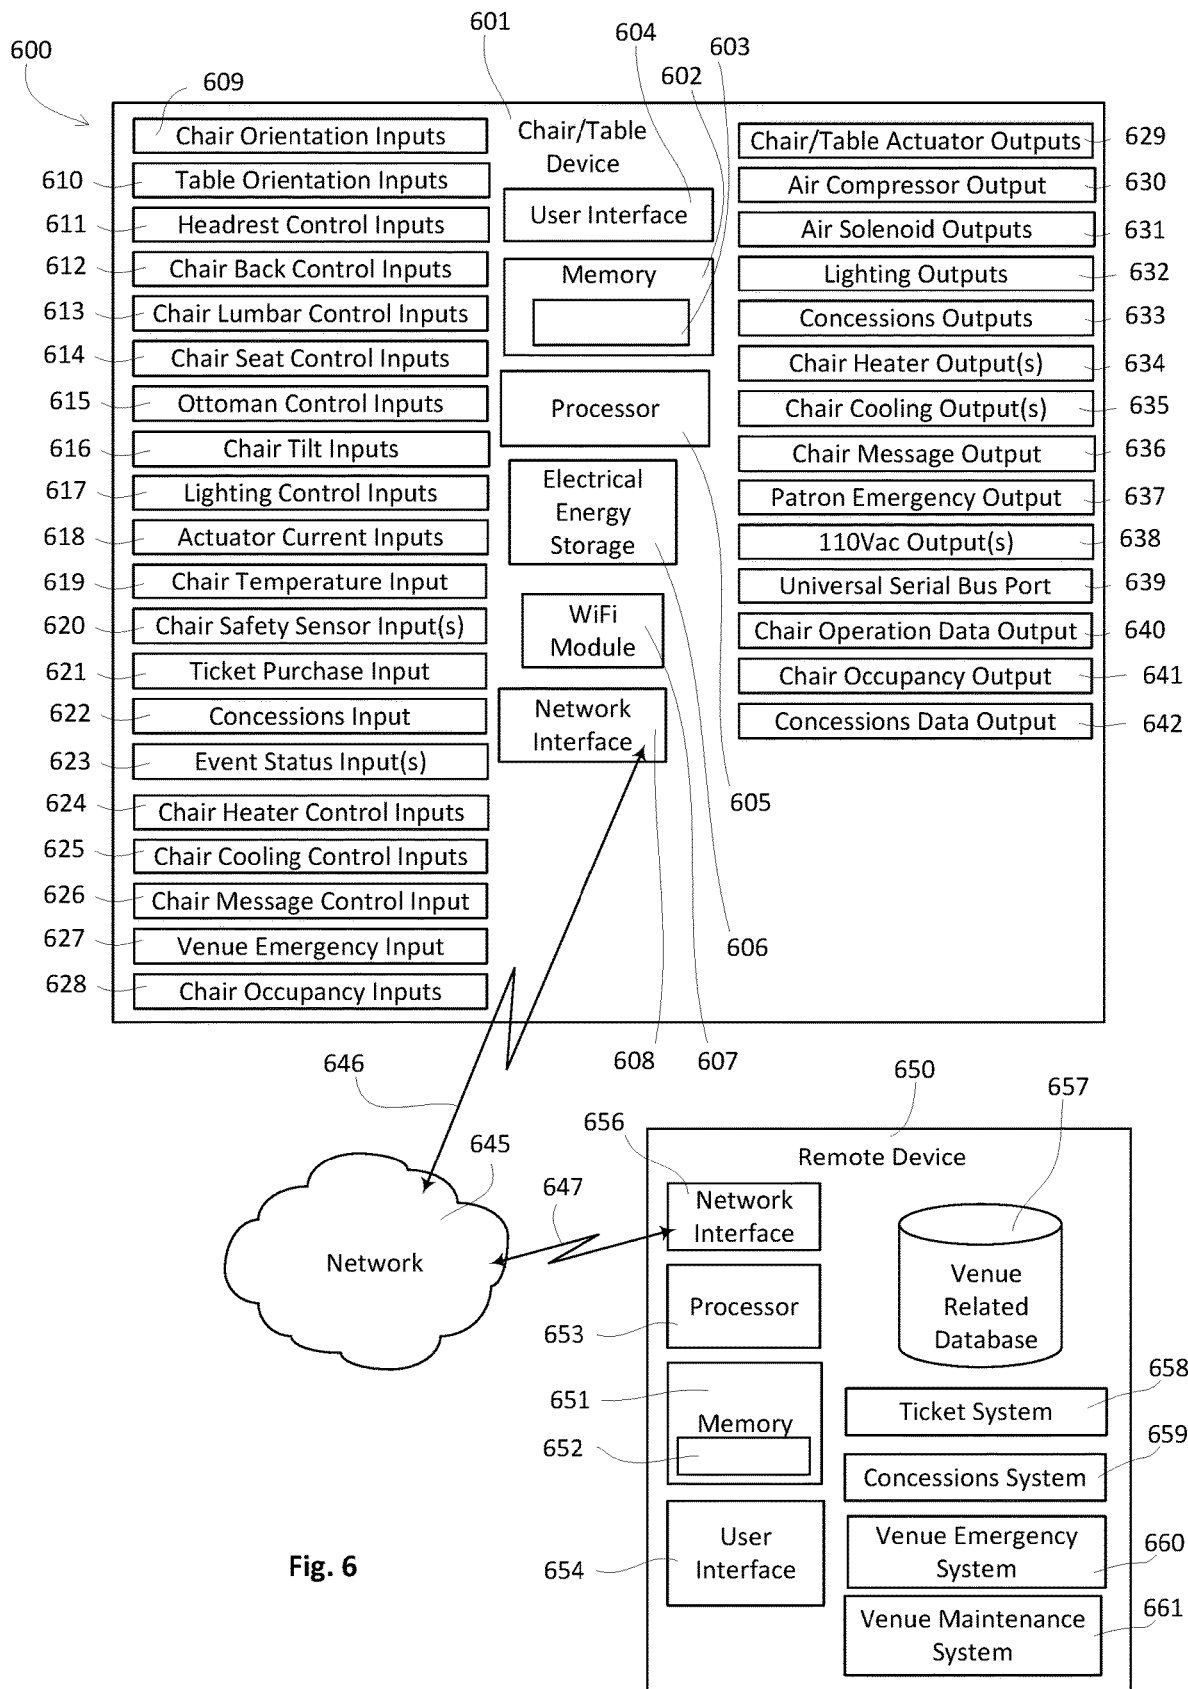 600
601
604
603
602
609
Chair Orientation Inputs
610
Table Orientation Inputs
611
Headrest Control Inputs
612
Chair Back Control Inputs
613
Chair Lumbar Control Inputs
614
Chair Seat Control Inputs
615
Ottoman Control Inputs
616
Chair Tilt Inputs
617
Lighting Control Inputs
618
Actuator Current Inputs
619
Chair Temperature Input
620
Chair Safety Sensor Input(s)
621
Ticket Purchase Input
622
Concessions Input
623
Event Status Input(s)
624
Chair Heater Control Inputs
625
Chair Cooling Control Inputs
626
Chair Message Control Input
627
Venue Emergency Input
628
Chair Occupancy Inputs
Chair/Table
Device
User Interface
Memory
Processor
Electrical
Energy
Storage
WiFi
Module
Network
Interface
Chair/Table Actuator Outputs
629
Air Compressor Output
630
Air Solenoid Outputs
631
Lighting Outputs
632
Concessions Outputs
633
Chair Heater Output(s)
634
Chair Cooling Output(s)
635
Chair Message Output
636
Patron Emergency Output
637
110Vac Output(s)
638
Universal Serial Bus Port
639
Chair Operation Data Output
640
Chair Occupancy Output
641
Concessions Data Output
642
605
606
608
607
646
645
647
Network
650
656
657
Remote Device
Network
Interface
Processor
653
651
Memory
652
User
Interface
654
Venue
Related
Database
658
Ticket System
659
Concessions System
Venue Emergency
System
660
Venue Maintenance
System
661
Fig. 6